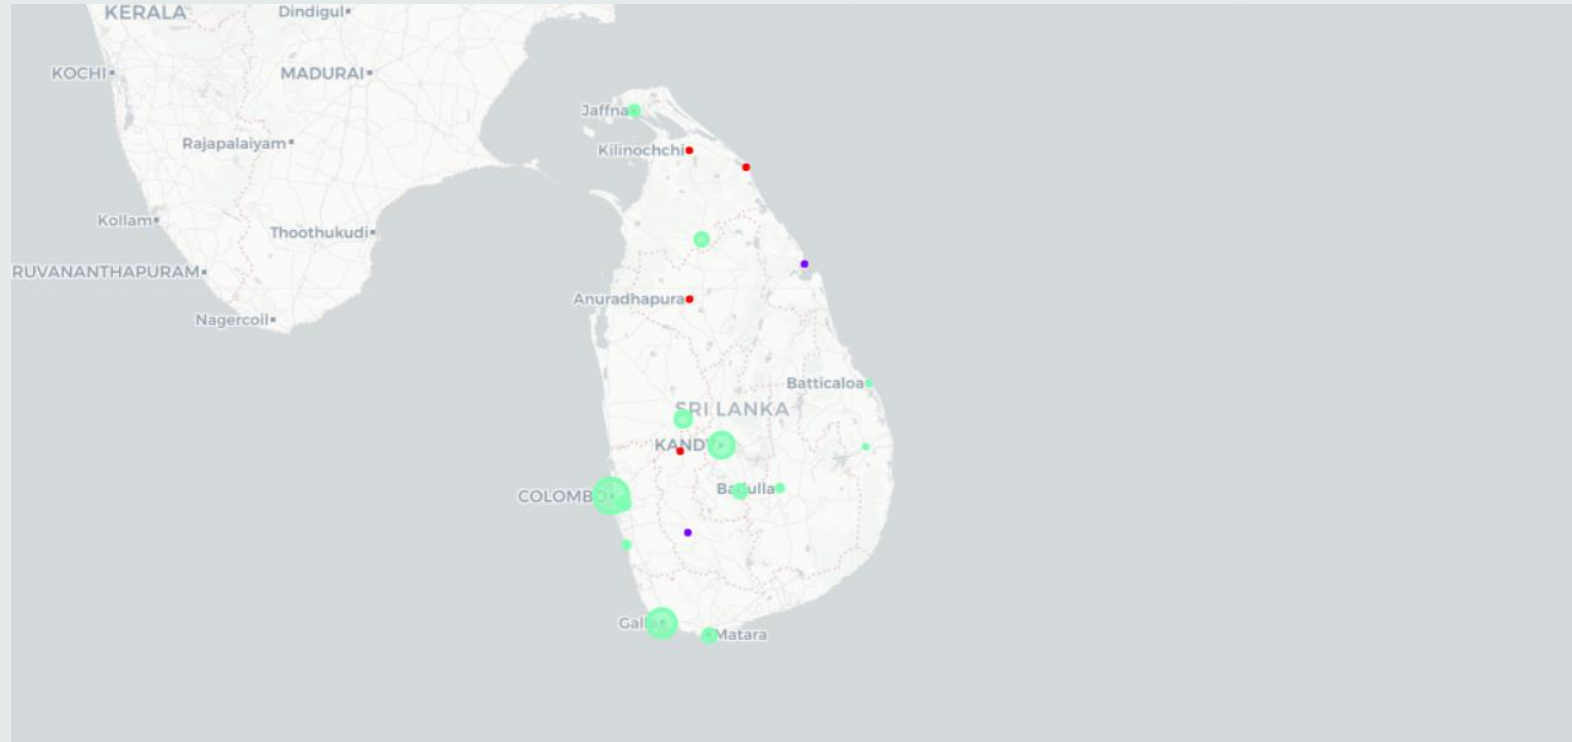 KERALA
Dindigul
KOCHI
MADURAI
Jaffna
Rajapalaiyam
Kilinochchi
Kollam
Thoothukudi
RUVANANTHAPURAM
Anuradhapura
Nagercoil
Batticaloa
SRI LANKA
KANDY
Badulla
COLOMBO
Galle
Matara